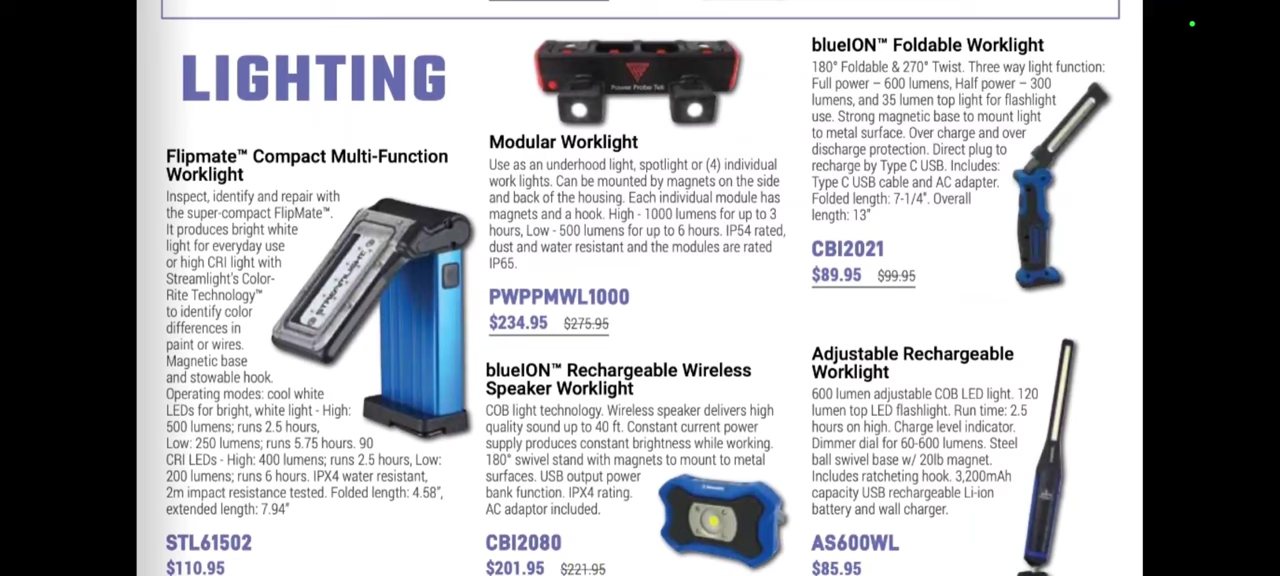 LIGHTING
Flipmate™ Compact Multi-Function
Worklight
Inspect, identify and repair with
the super-compact FlipMate™.
It produces bright white
light for everyday use
or high CRI light with
Streamlight's Color-
Rite Technology™
to identify color
differences in
paint or wires.
Magnetic base
and stowable hook.
Operating modes: cool white
LEDs for bright, white light - High:
500 lumens; runs 2.5 hours,
Low: 250 lumens; runs 5.75 hours. 90
CRI LEDs - High: 400 lumens; runs 2.5 hours, Low:
200 lumens; runs 6 hours. IPX4 water resistant,
2m impact resistance tested. Folded length: 4.58",
extended length: 7.94"
STL61502
$110.95
STREAMLIGHT
Power Probe Tek
Modular Worklight
Use as an underhood light, spotlight or (4) individual
work lights. Can be mounted by magnets on the side
and back of the housing. Each individual module has
magnets and a hook. High - 1000 lumens for up to 3
hours, Low - 500 lumens for up to 6 hours. IP54 rated,
dust and water resistant and the modules are rated
IP65.
PWPPMWL1000
$234.95 $275.95
blueION™ Rechargeable Wireless
Speaker Worklight
COB light technology. Wireless speaker delivers high
quality sound up to 40 ft. Constant current power
supply produces constant brightness while working.
180° swivel stand with magnets to mount to metal
surfaces. USB output power
bank function. IPX4 rating.
AC adaptor included.
CBI2080
$201.95 $221.95
blueION™ Foldable Worklight
180° Foldable & 270° Twist. Three way light function:
Full power – 600 lumens, Half power – 300
lumens, and 35 lumen top light for flashlight
use. Strong magnetic base to mount light
to metal surface. Over charge and over
discharge protection. Direct plug to
recharge by Type C USB. Includes:
Type C USB cable and AC adapter.
Folded length: 7-1/4". Overall
length: 13"
CBI2021
$89.95 $99.95
Adjustable Rechargeable
Worklight
600 lumen adjustable COB LED light. 120
lumen top LED flashlight. Run time: 2.5
hours on high. Charge level indicator.
Dimmer dial for 60-600 lumens. Steel
ball swivel base w/ 20lb magnet.
Includes ratcheting hook. 3,200mAh
capacity USB rechargeable Li-ion
battery and wall charger.
AS600WL
$85.95